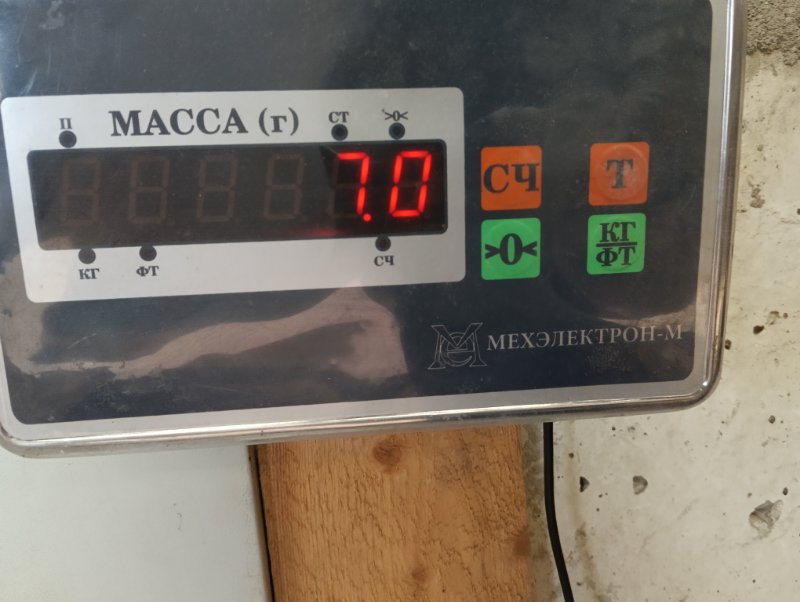 П МАССА (г) СТ >0<
7.0
КГ ФТ СЧ
СЧ Т
>0< КГ
ФТ
МЕХЭЛЕКТРОН-М